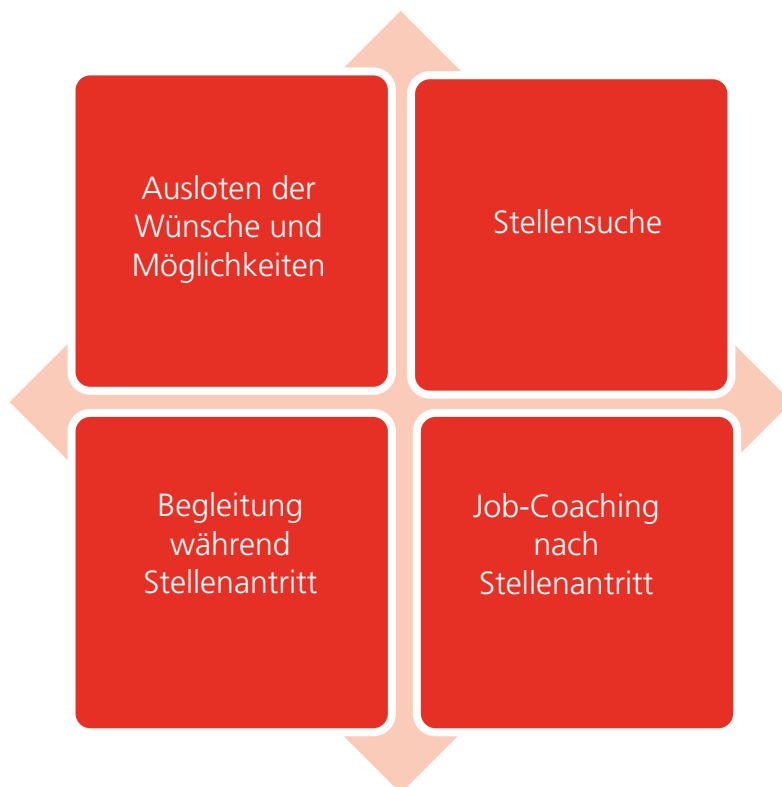 Ausloten der
Wünsche und
Möglichkeiten
Stellensuche
Begleitung
während
Stellenantritt
Job-Coaching
nach
Stellenantritt